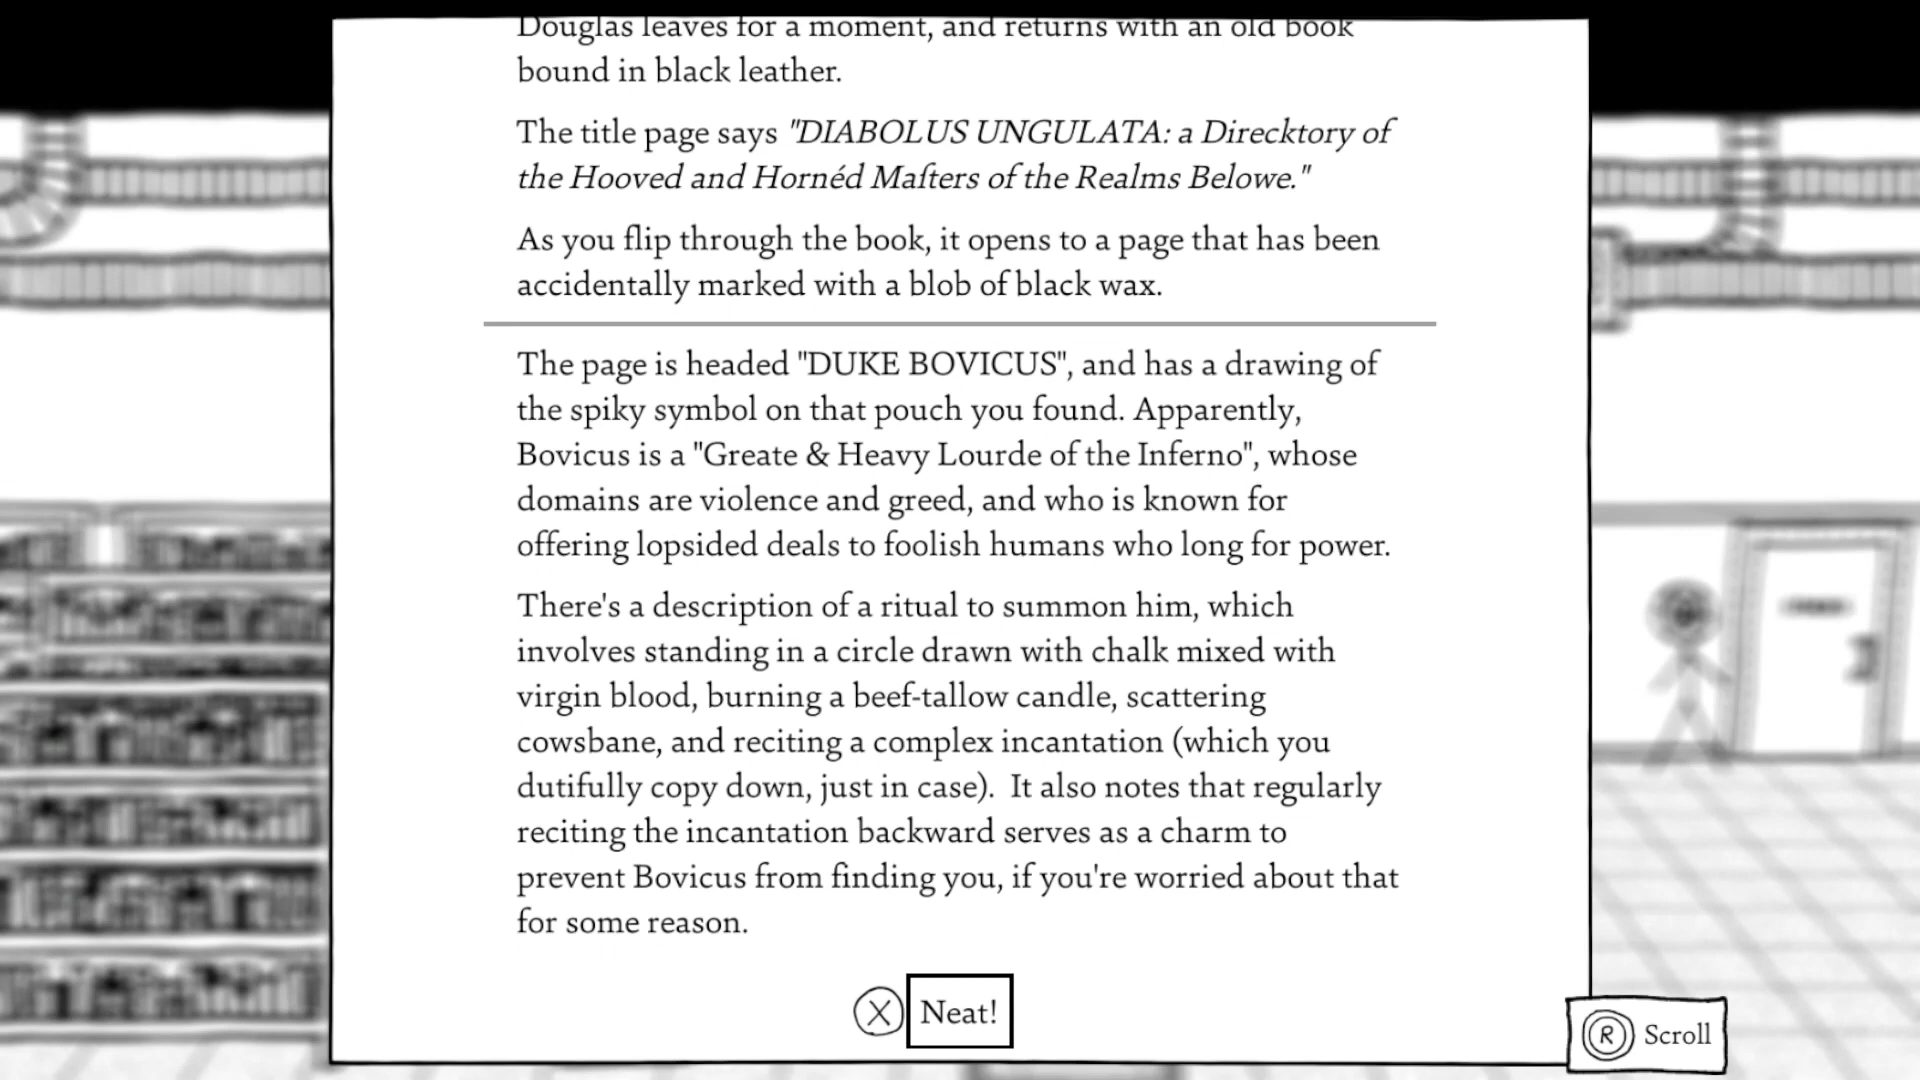 Douglas leaves for a moment, and returns with an old book
bound in black leather.
The title page says "DIABOLUS UNGULATA: a Direcktory of
the Hooved and Hornéd Maſters of the Realms Belowe."
As you flip through the book, it opens to a page that has been
accidentally marked with a blob of black wax.
The page is headed "DUKE BOVICUS", and has a drawing of
the spiky symbol on that pouch you found. Apparently,
Bovicus is a "Greate & Heavy Lourde of the Inferno", whose
domains are violence and greed, and who is known for
offering lopsided deals to foolish humans who long for power.
There's a description of a ritual to summon him, which
involves standing in a circle drawn with chalk mixed with
virgin blood, burning a beef-tallow candle, scattering
cowsbane, and reciting a complex incantation (which you
dutifully copy down, just in case).  It also notes that regularly
reciting the incantation backward serves as a charm to
prevent Bovicus from finding you, if you're worried about that
for some reason.
X Neat!
R Scroll